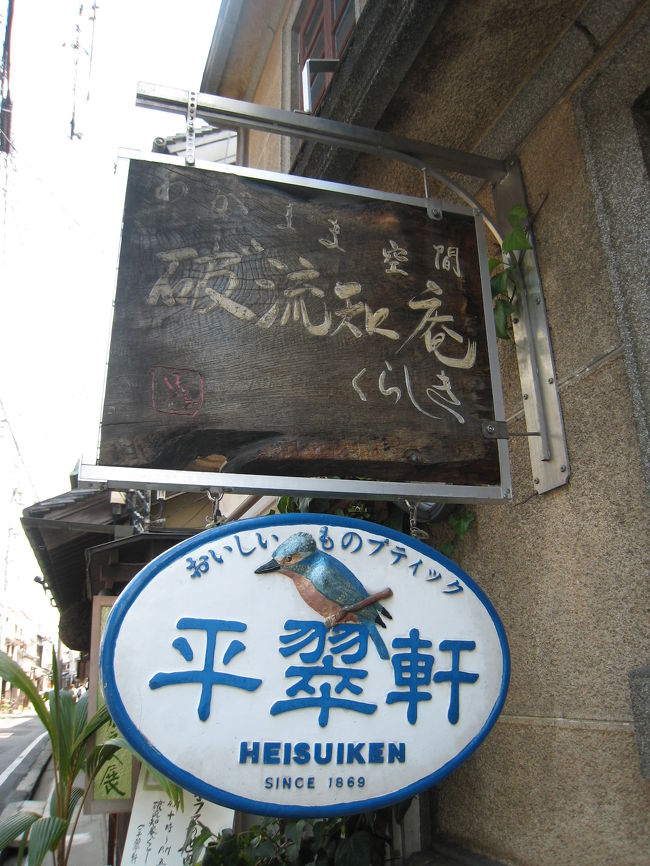 わがまま空間
破流知庵
くらしき
おいしいものブティック
平翠軒
HEISUIKEN
SINCE 1869
展